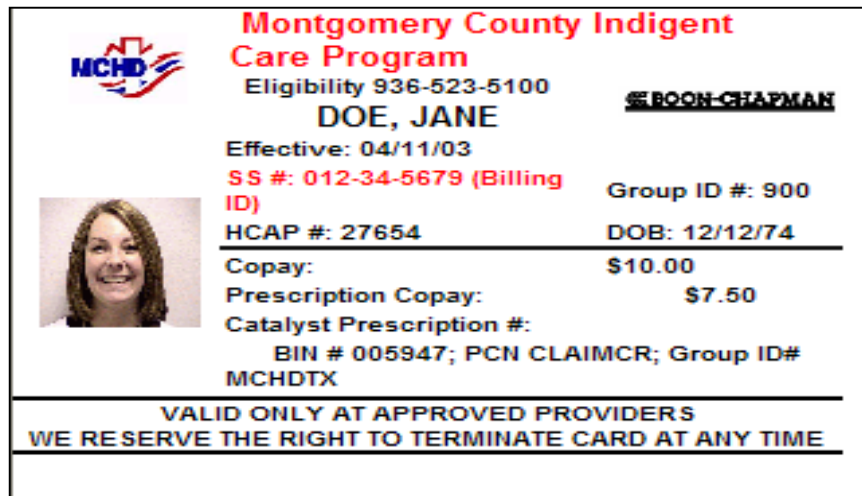 MCHD
Montgomery County Indigent
Care Program
Eligibility 936-523-5100
BOON-CHAPMAN
DOE, JANE
Effective: 04/11/03
SS #: 012-34-5679 (Billing
ID)
Group ID #: 900
HCAP #: 27654 DOB: 12/12/74
Copay: $10.00
Prescription Copay: $7.50
Catalyst Prescription #:
BIN # 005947; PCN CLAIMCR; Group ID#
MCHDTX
VALID ONLY AT APPROVED PROVIDERS
WE RESERVE THE RIGHT TO TERMINATE CARD AT ANY TIME